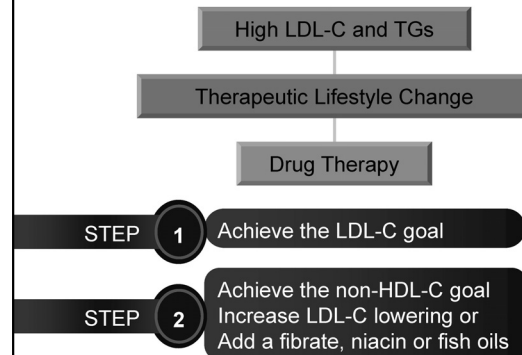 High LDL-C and TGs
Therapeutic Lifestyle Change
Drug Therapy
STEP 1 Achieve the LDL-C goal
Achieve the non-HDL-C goal
STEP 2 Increase LDL-C lowering or
Add a fibrate, niacin or fish oils